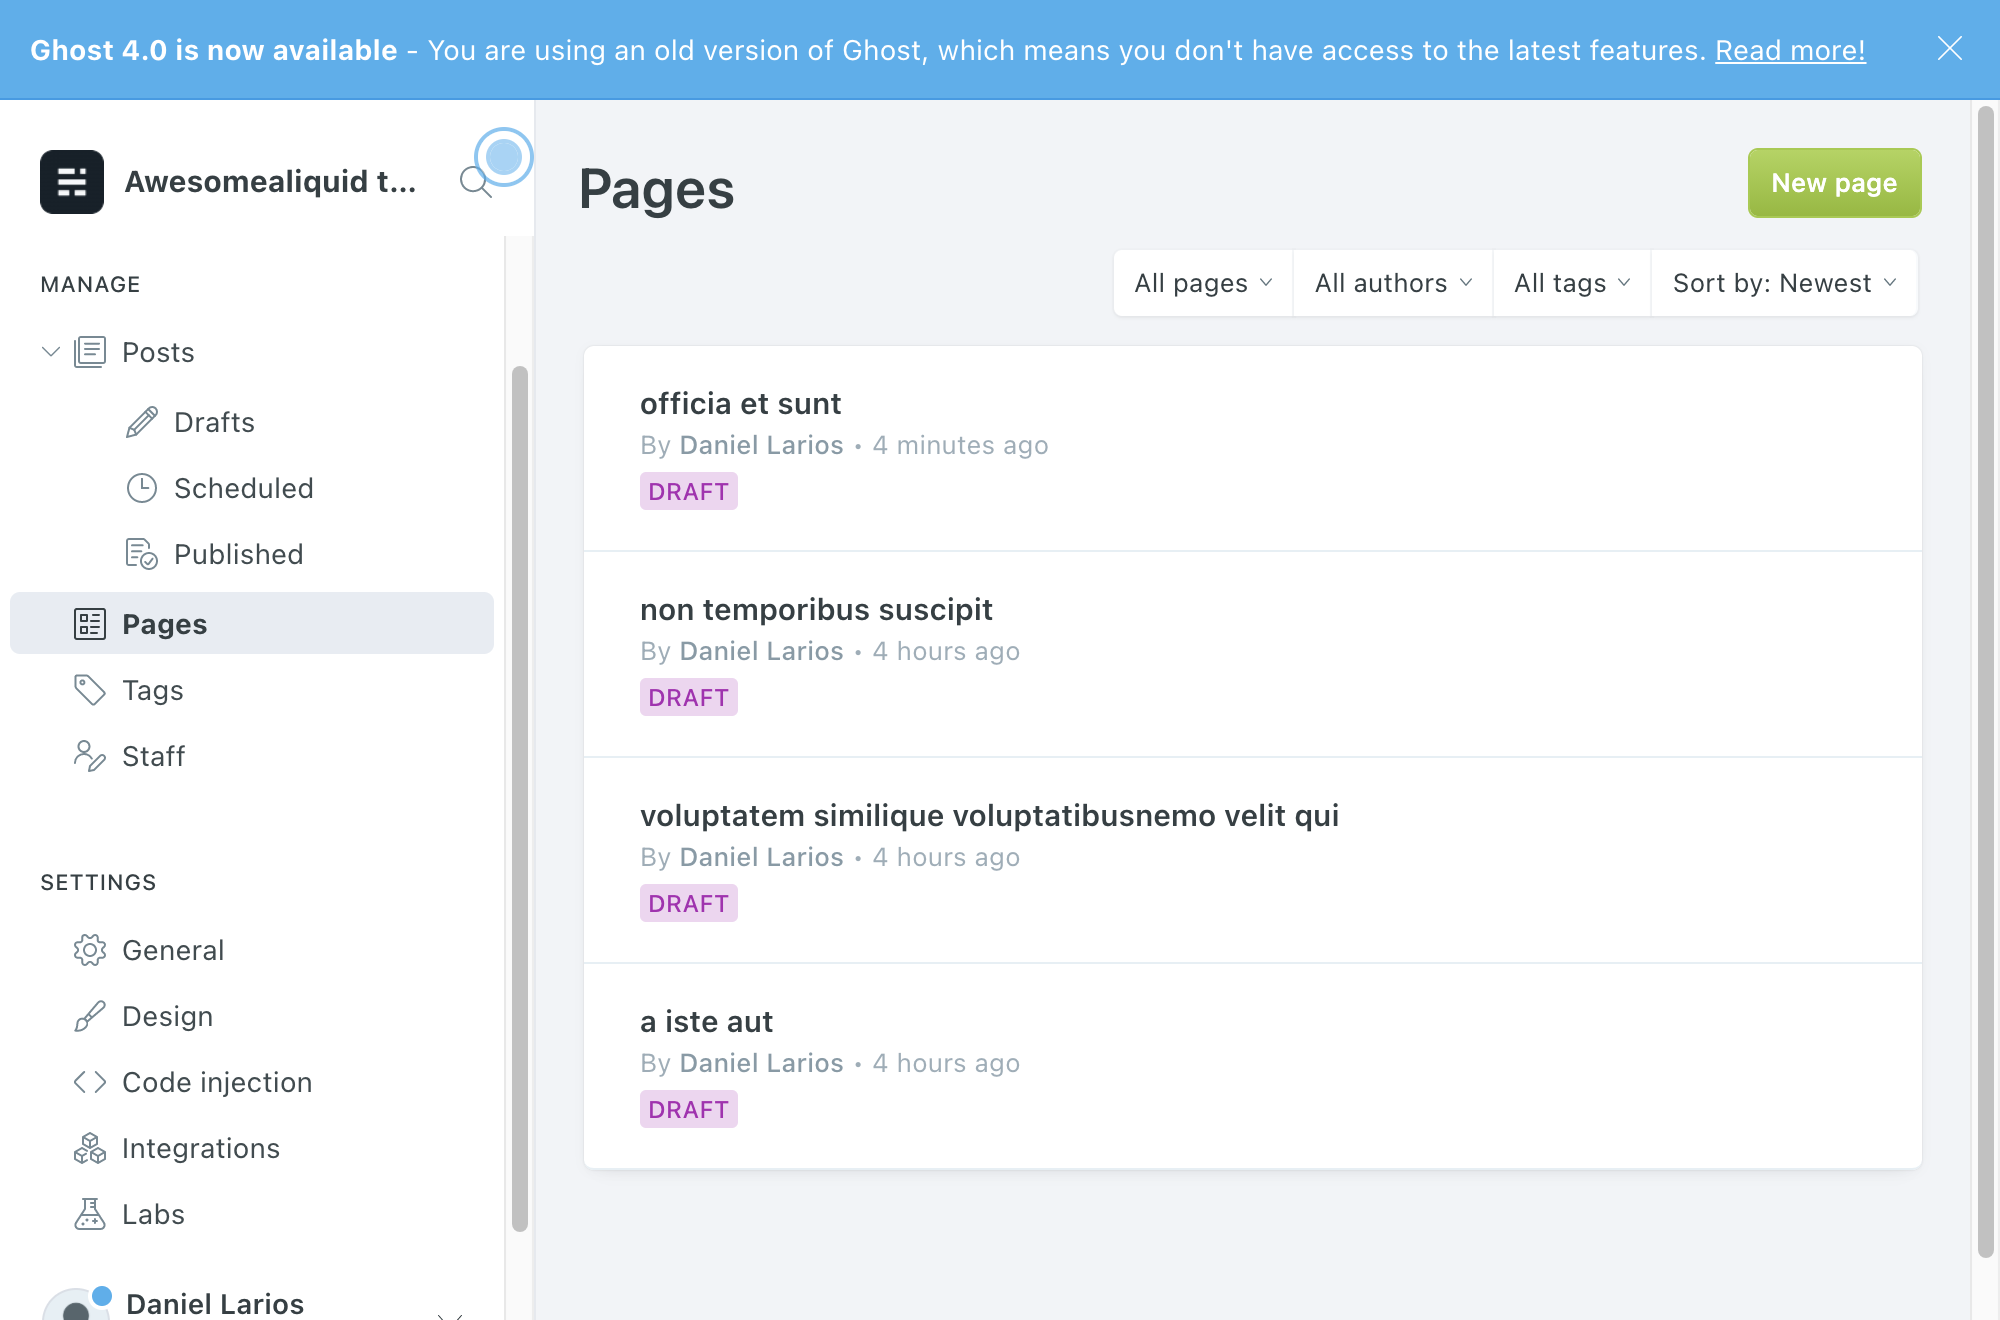 Ghost 4.0 is now available - You are using an old version of Ghost, which means you don't have access to the latest features. Read more!
Awesomealiquid t...
MANAGE
Posts
Drafts
Scheduled
Published
Pages
Tags
Staff
SETTINGS
General
Design
Code injection
Integrations
Labs
Daniel Larios
Pages
New page
All pages
All authors
All tags
Sort by: Newest
officia et sunt
By Daniel Larios • 4 minutes ago
DRAFT
non temporibus suscipit
By Daniel Larios • 4 hours ago
DRAFT
voluptatem similique voluptatibusnemo velit qui
By Daniel Larios • 4 hours ago
DRAFT
a iste aut
By Daniel Larios • 4 hours ago
DRAFT